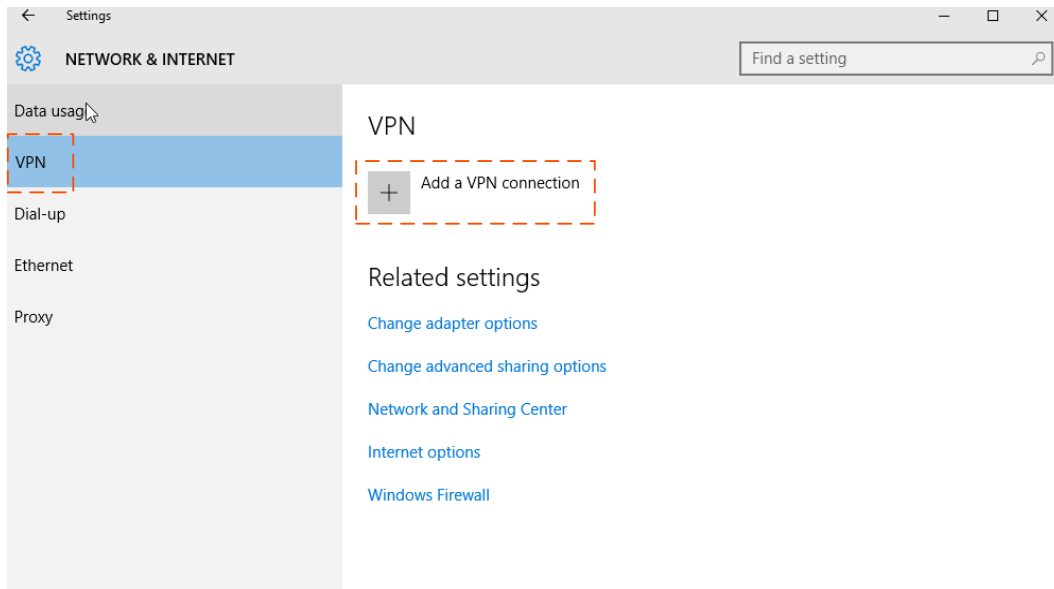 Settings
NETWORK & INTERNET
Find a setting
Data usage
VPN
Dial-up
Ethernet
Proxy
VPN
Add a VPN connection
Related settings
Change adapter options
Change advanced sharing options
Network and Sharing Center
Internet options
Windows Firewall